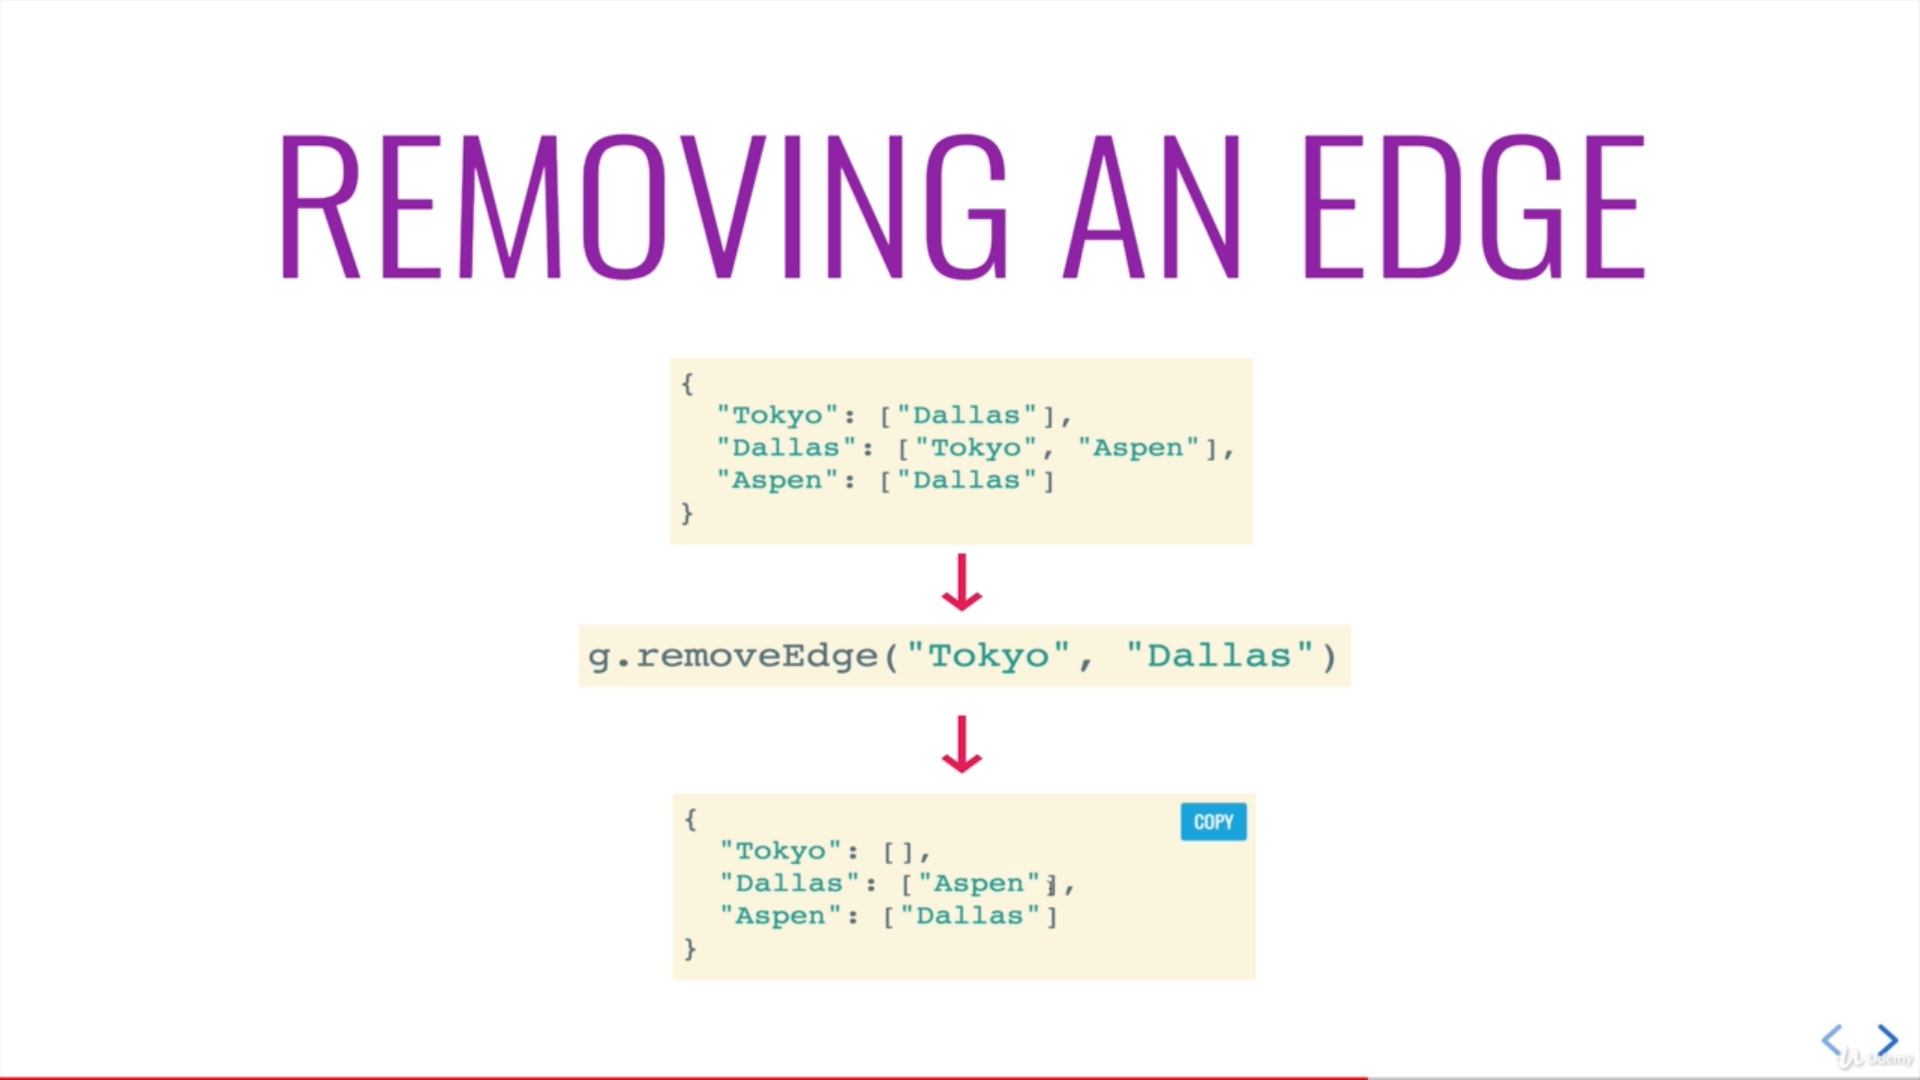 REMOVING AN EDGE
{
"Tokyo": ["Dallas"],
"Dallas": ["Tokyo", "Aspen"],
"Aspen": ["Dallas"]
}
g.removeEdge("Tokyo", "Dallas")
{
COPY
"Tokyo": [],
"Dallas": ["Aspen"],
"Aspen": ["Dallas"]
}
Udemy